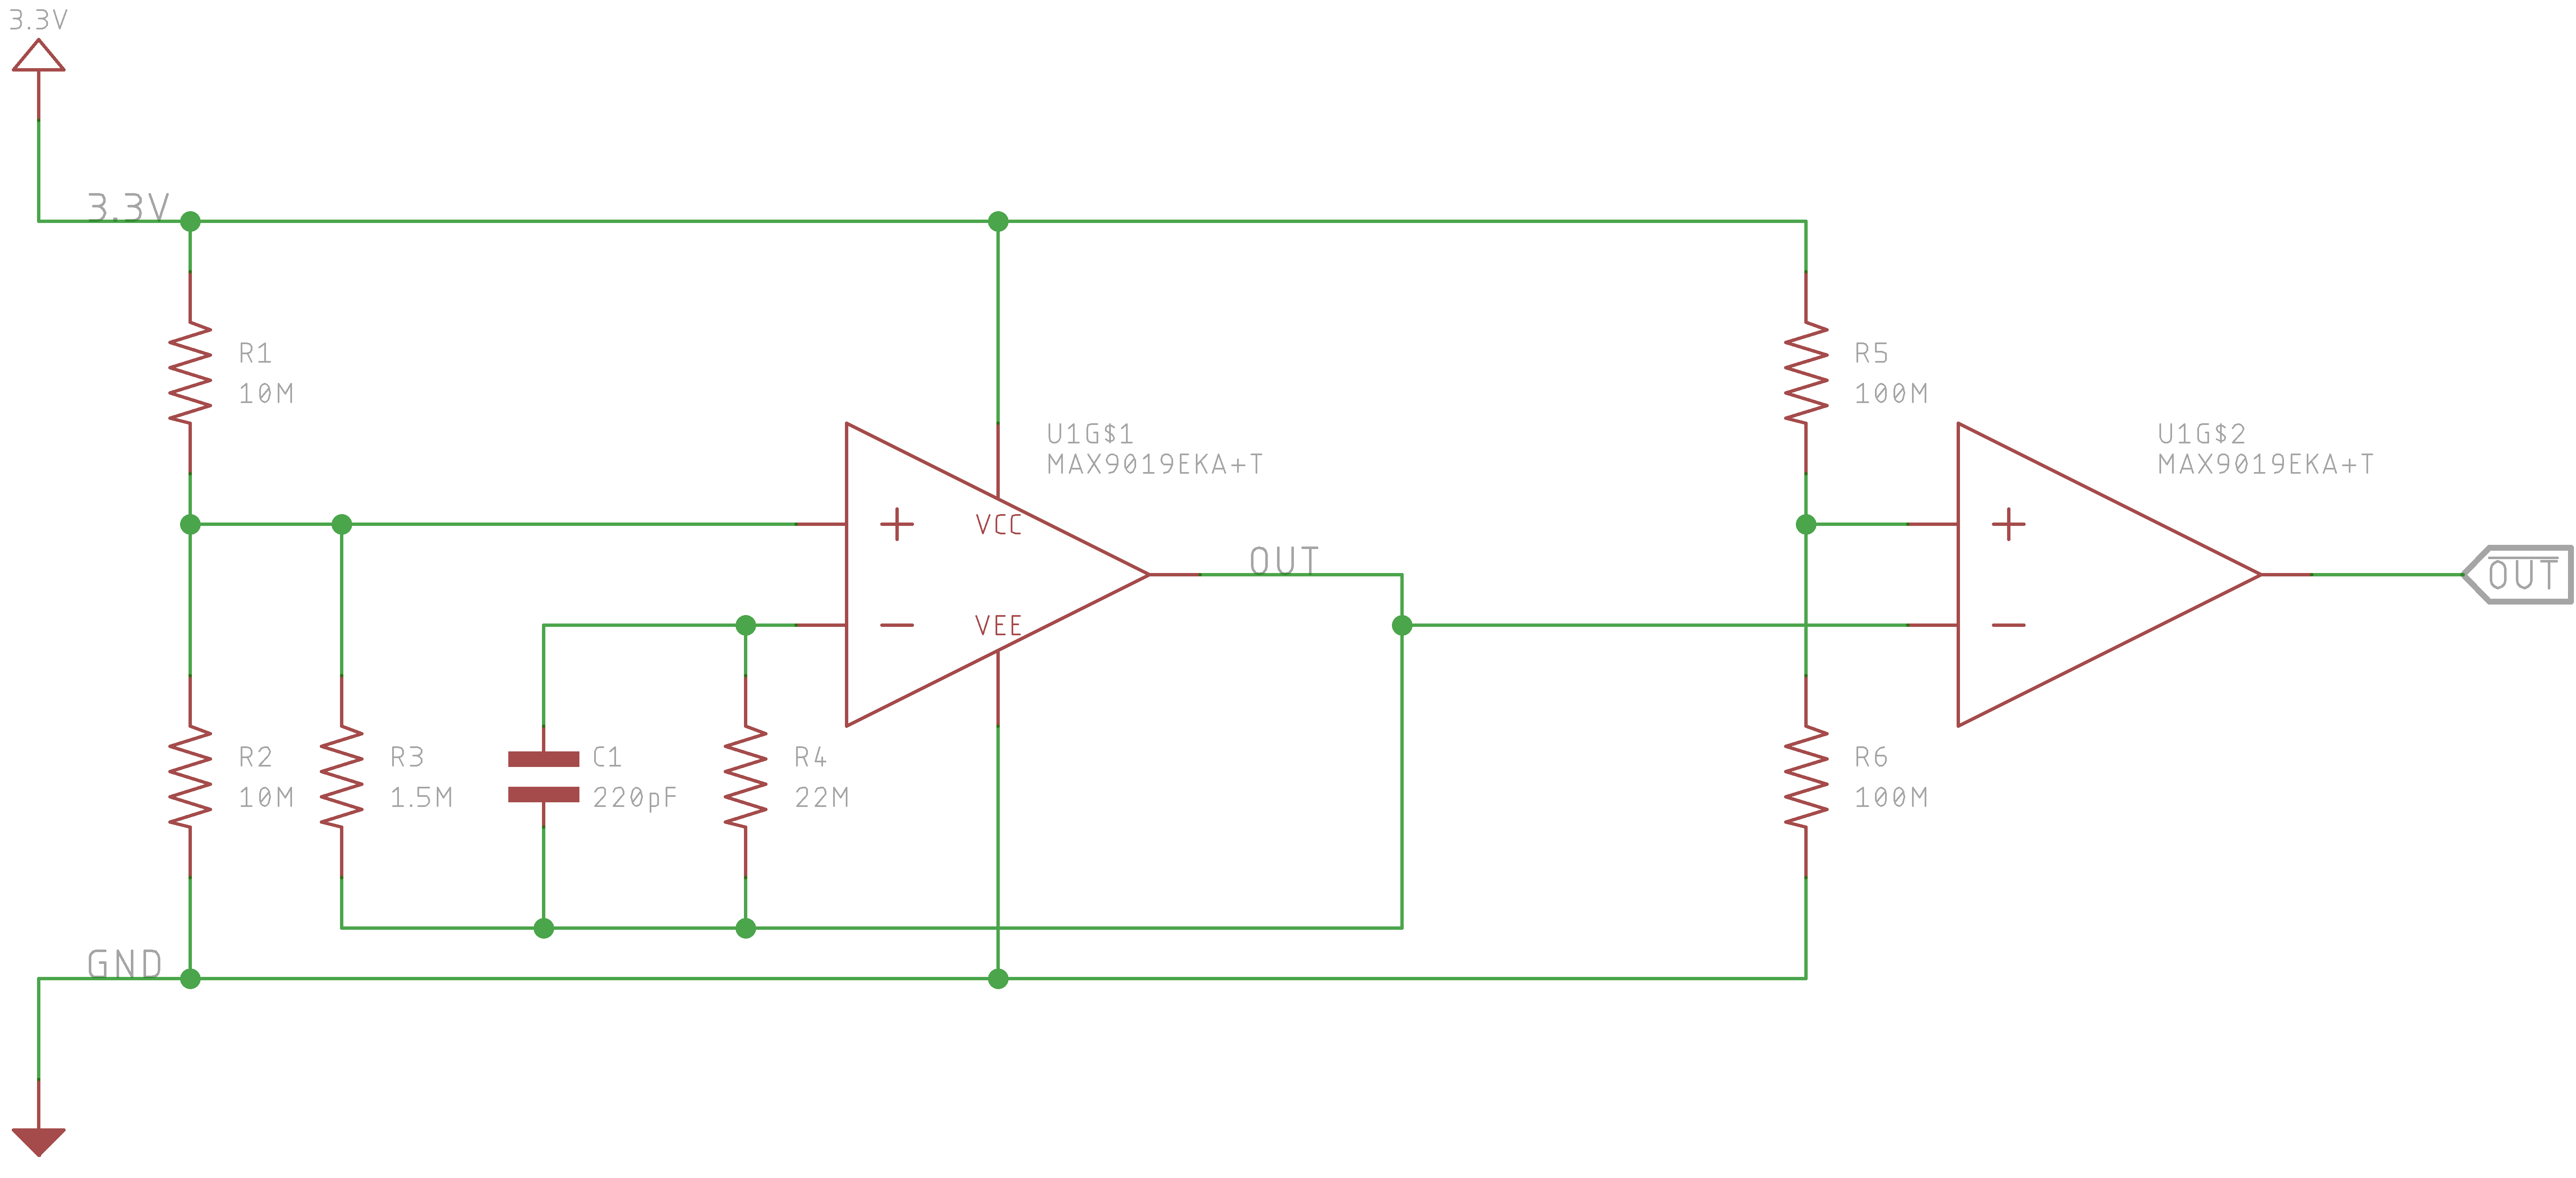 3.3V
3.3V
R1
10M
R5
100M
U1G$1
MAX9019EKA+T
U1G$2
MAX9019EKA+T
+
VCC
+
OUT
OUT
−
VEE
−
R2
10M
R3
1.5M
C1
220pF
R4
22M
R6
100M
GND